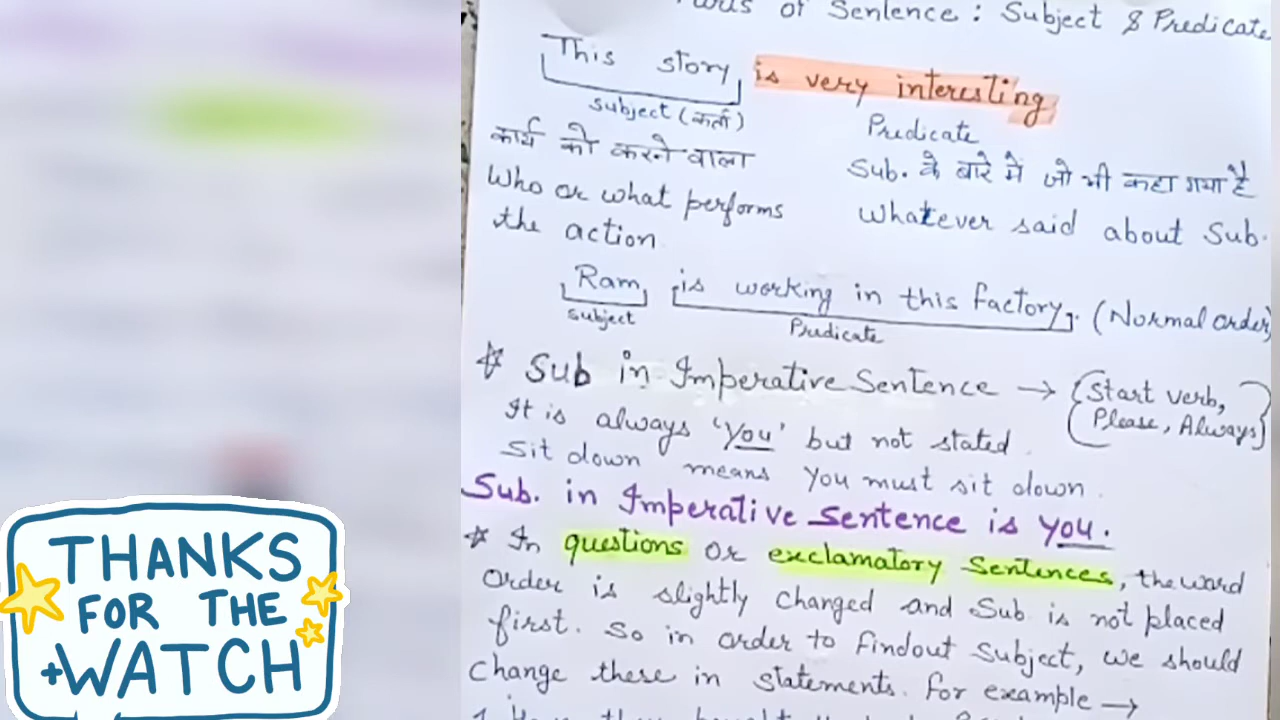 Parts of Sentence: Subject & Predicate
This story is very interesting
subject (कर्ता) Predicate
कार्य को करने वाला
Sub. के बारे में जो भी कहा गया है
Who or what performs
the action.
Whatever said about Sub.
Ram is working in this factory. (Normal order)
subject Predicate
Sub in Imperative Sentence → (Start verb,
Please, Always)
It is always 'you' but not stated.
Sit down means you must sit down.
Sub. in Imperative Sentence is you.
* In questions or exclamatory Sentences, the word
order is slightly changed and Sub is not placed
first. So in order to findout Subject, we should
change these in statements. for example →
THANKS
FOR THE
WATCH